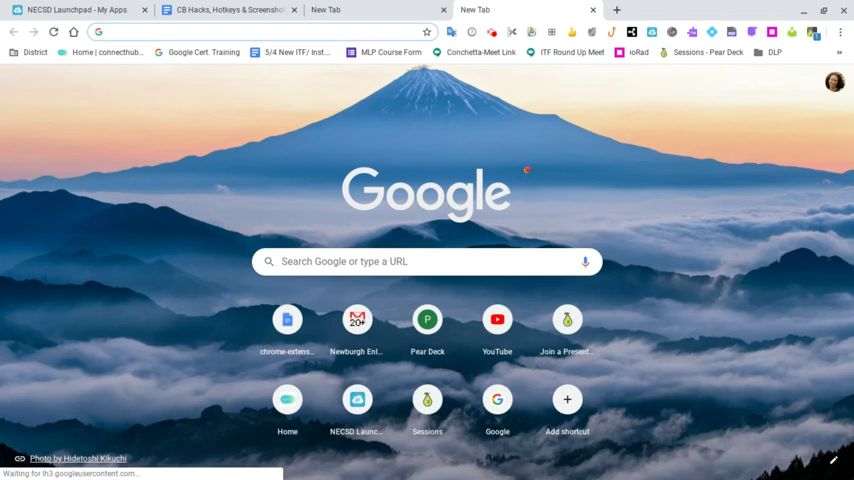 NECSD Launchpad - My Apps
CB Hacks, Hotkeys & Screenshot
New Tab
New Tab
District
Home | connecthub...
Google Cert. Training
5/4 New ITF/ Inst....
MLP Course Form
Conchetta-Meet Link
ITF Round Up Meet
ioRad
Sessions - Pear Deck
DLP
Google
Search Google or type a URL
20+
P
chrome-extens...
Newburgh Enl...
Pear Deck
YouTube
Join a Present...
Home
NECSD Launc...
Sessions
Google
Add shortcut
Photo by Hidetoshi Kikuchi
Waiting for lh3.googleusercontent.com...